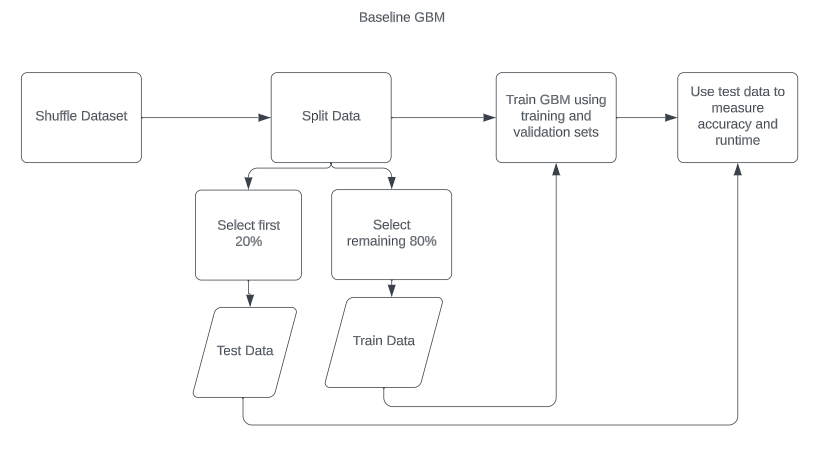 Baseline GBM
Shuffle Dataset
Split Data
Train GBM using
training and
validation sets
Use test data to
measure
accuracy and
runtime
Select first
20%
Select
remaining 80%
Test Data
Train Data